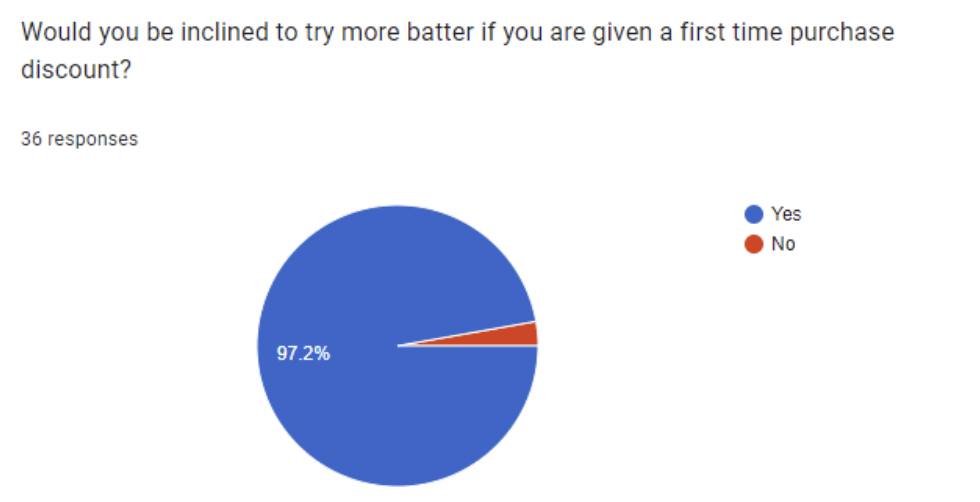 Would you be inclined to try more batter if you are given a first time purchase
discount?
36 responses
Yes
No
97.2%